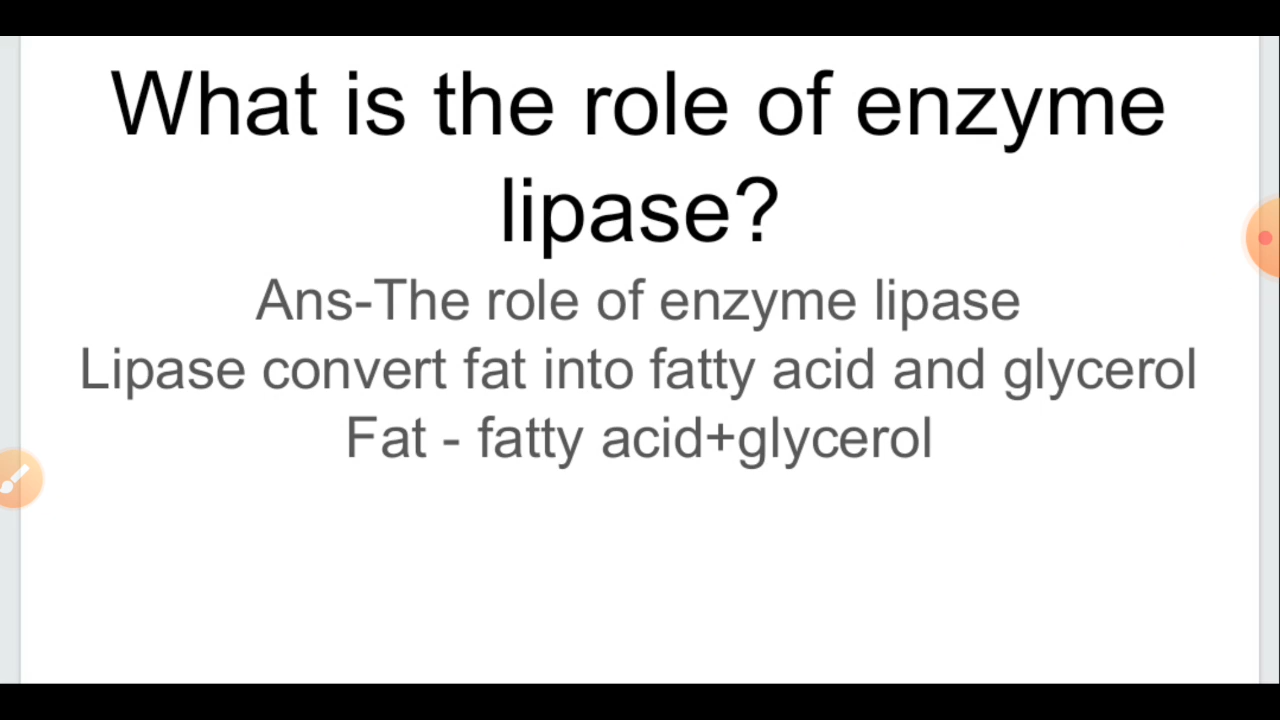 What is the role of enzyme
lipase?
Ans-The role of enzyme lipase
Lipase convert fat into fatty acid and glycerol
Fat - fatty acid+glycerol